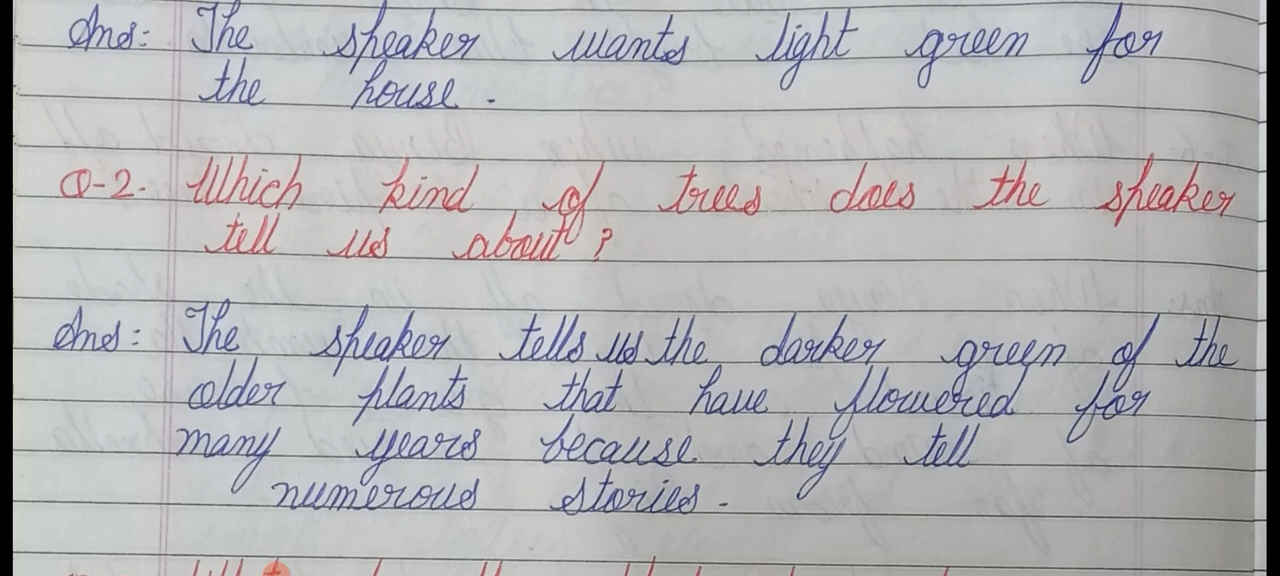 Ans: The speaker wants light green for
the house.
Q-2. Which kind of trees does the speaker
tell us about?
Ans: The speaker tells us the darker green of the
older plants that have flowered for
many years because they tell
numerous stories.